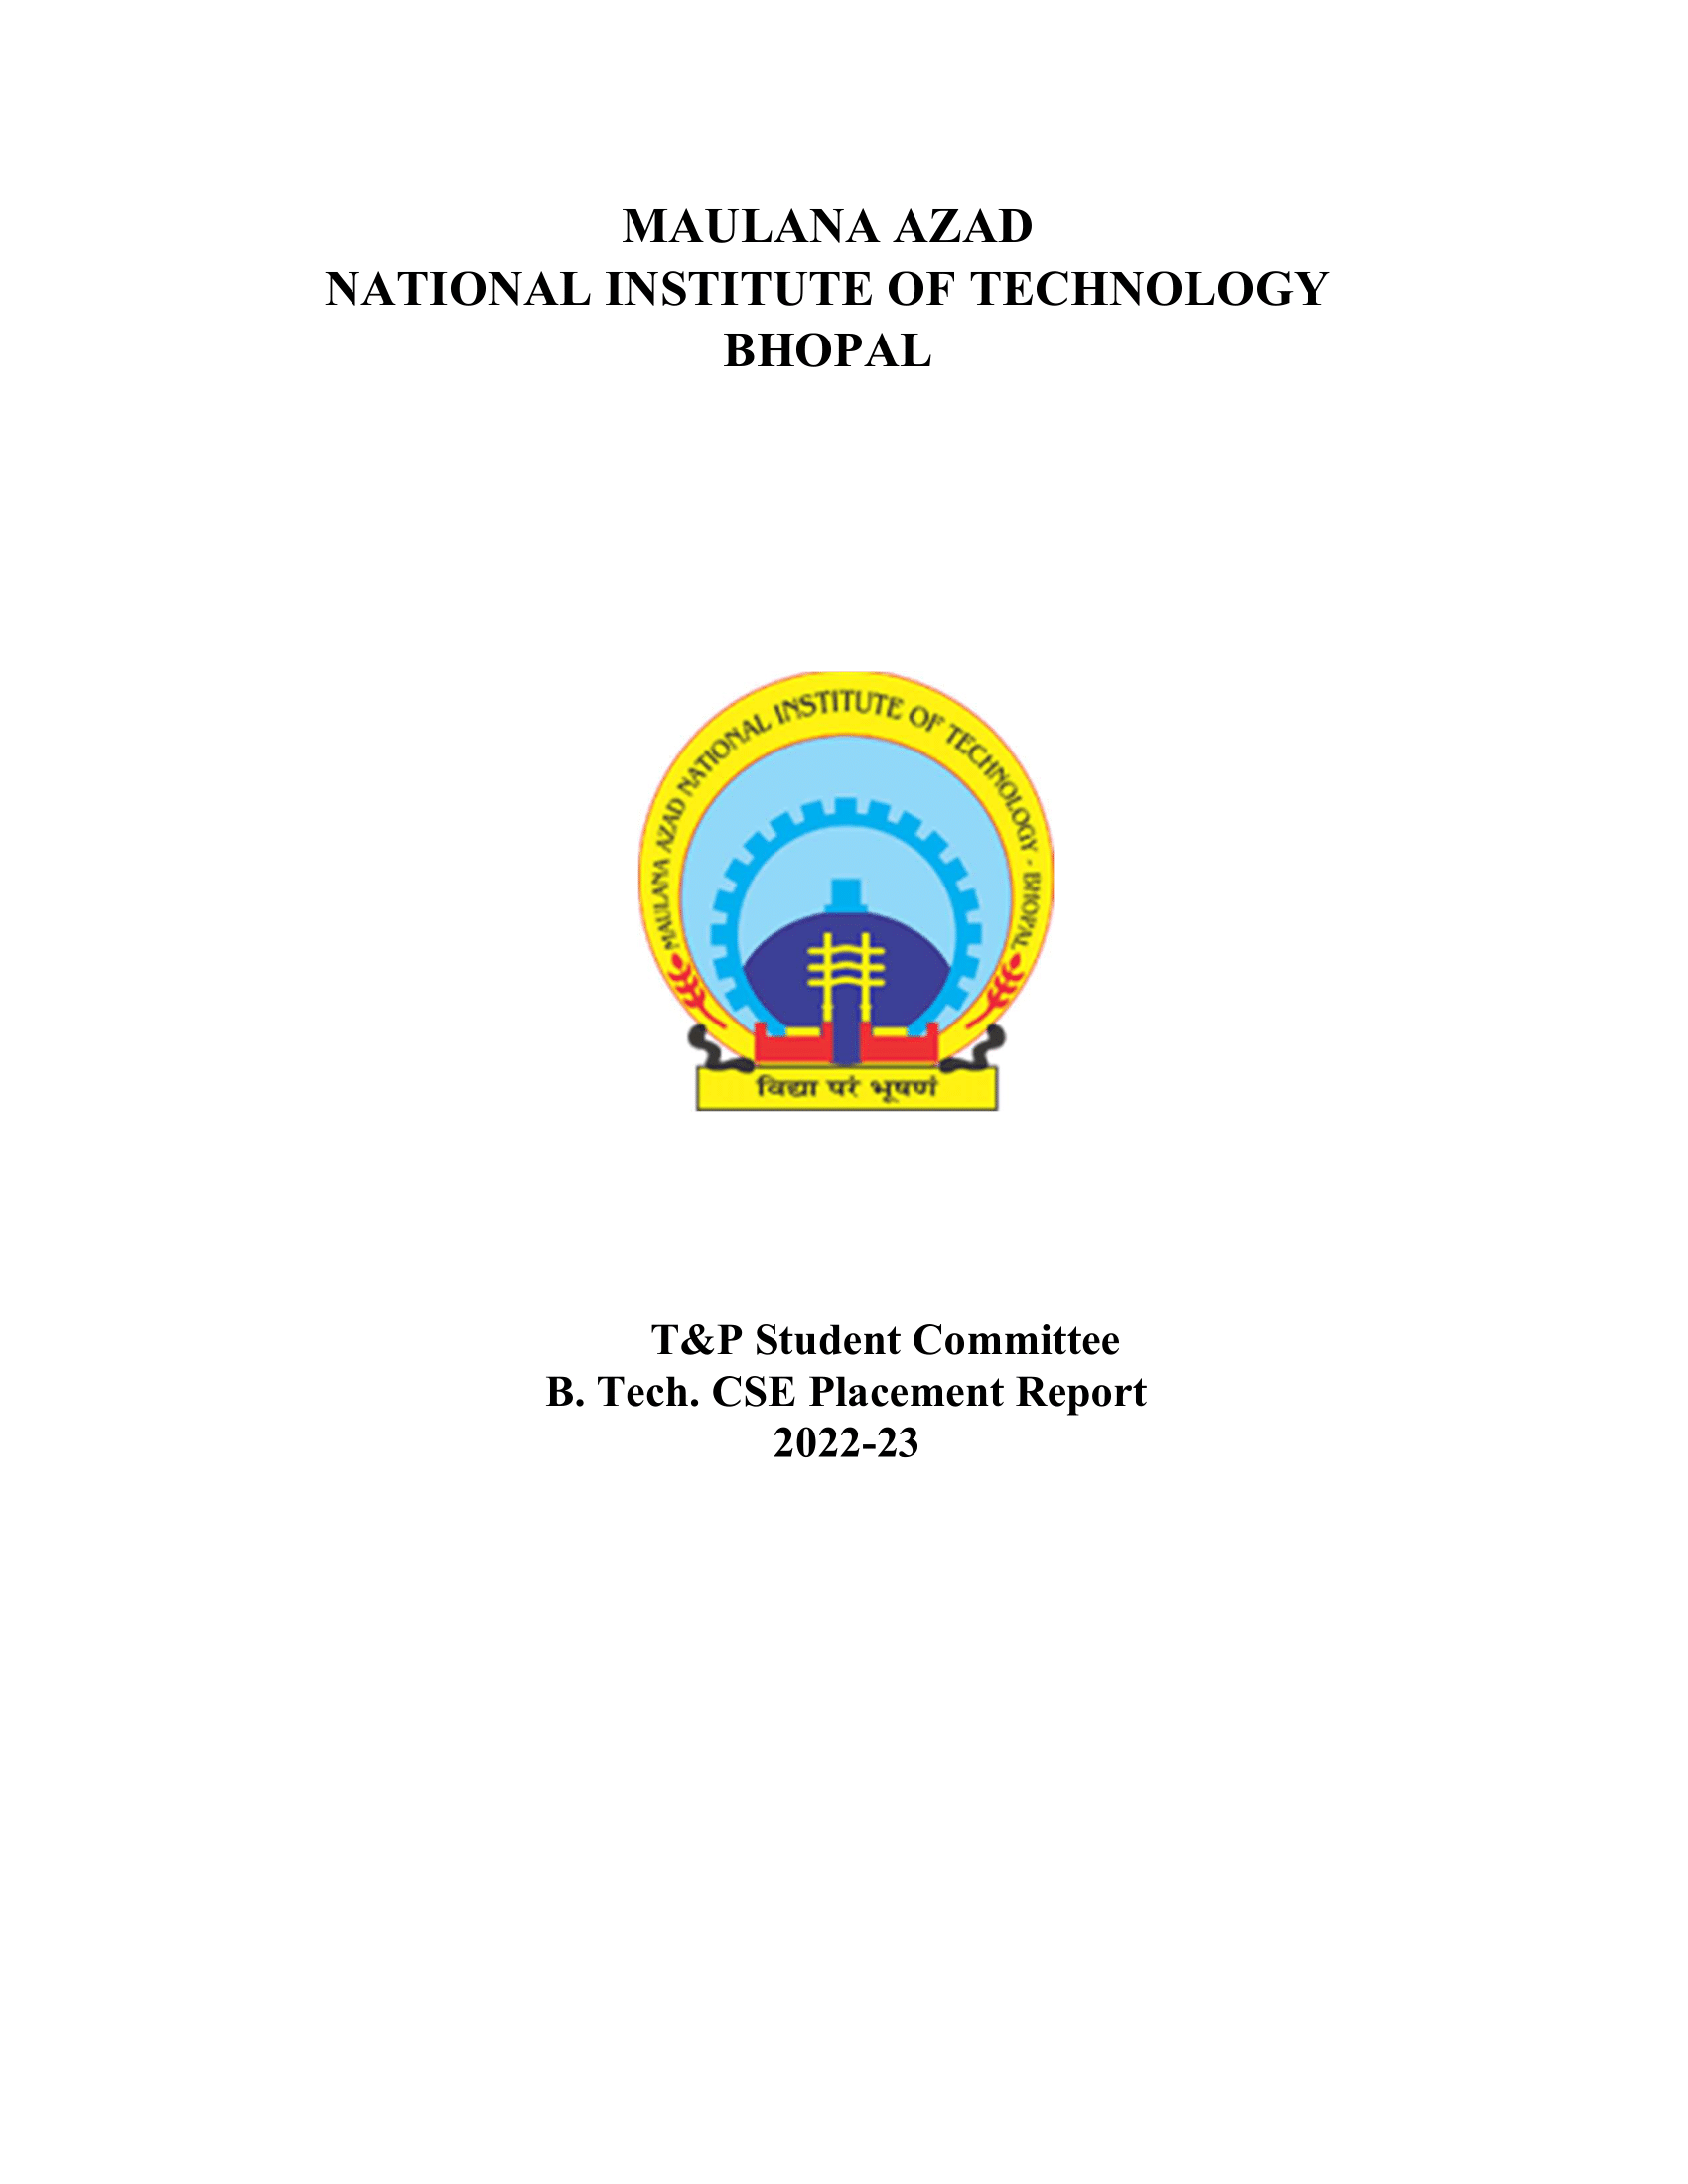 MAULANA AZAD
NATIONAL INSTITUTE OF TECHNOLOGY
BHOPAL
MAULANA AZAD NATIONAL INSTITUTE OF TECHNOLOGY - BHOPAL
विद्या परं भूषणं
T&P Student Committee
B. Tech. CSE Placement Report
2022-23